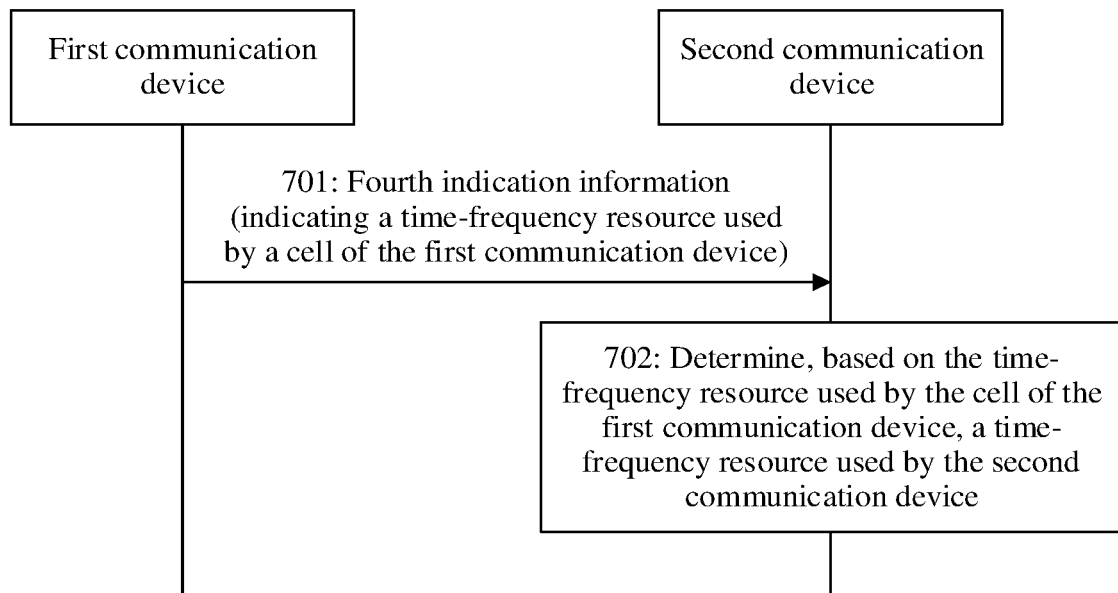 First communication
device
Second communication
device
701: Fourth indication information
(indicating a time-frequency resource used
by a cell of the first communication device)
702: Determine, based on the time-
frequency resource used by the cell of the
first communication device, a time-
frequency resource used by the second
communication device